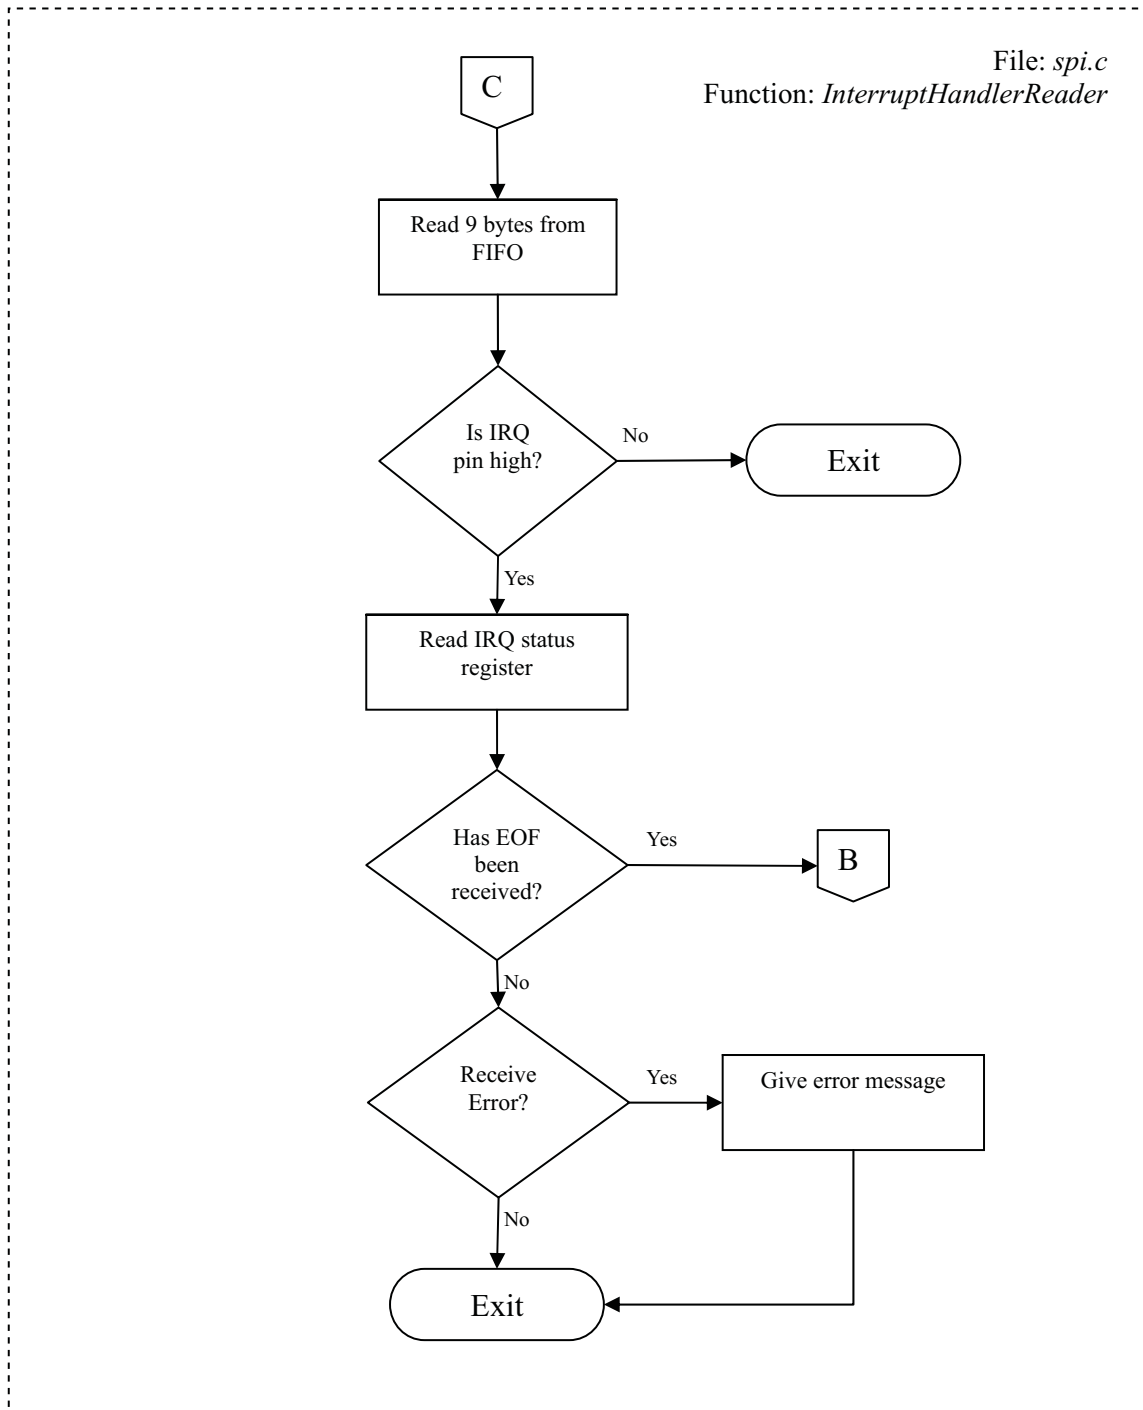 File: spi.c
Function: InterruptHandlerReader
C
Read 9 bytes from
FIFO
Is IRQ
pin high?
No
Exit
Yes
Read IRQ status
register
Has EOF
been
received?
Yes
B
No
Receive
Error?
Yes
Give error message
No
Exit